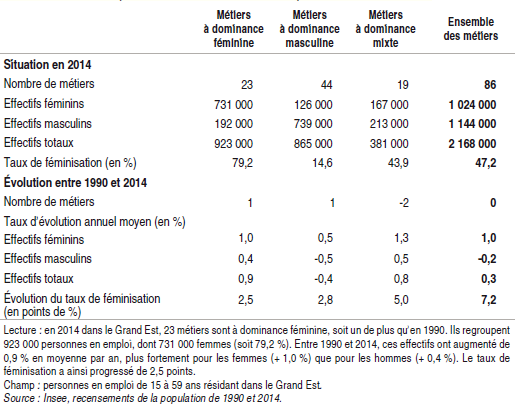 Métiers à dominance féminine Métiers à dominance masculine Métiers à dominance mixte Ensemble des métiers
Situation en 2014
Nombre de métiers 23 44 19 86
Effectifs féminins 731 000 126 000 167 000 1 024 000
Effectifs masculins 192 000 739 000 213 000 1 144 000
Effectifs totaux 923 000 865 000 381 000 2 168 000
Taux de féminisation (en %) 79,2 14,6 43,9 47,2
Évolution entre 1990 et 2014
Nombre de métiers 1 1 -2 0
Taux d'évolution annuel moyen (en %)
Effectifs féminins 1,0 0,5 1,3 1,0
Effectifs masculins 0,4 -0,5 0,5 -0,2
Effectifs totaux 0,9 -0,4 0,8 0,3
Évolution du taux de féminisation
(en points de %) 2,5 2,8 5,0 7,2
Lecture : en 2014 dans le Grand Est, 23 métiers sont à dominance féminine, soit un de plus qu'en 1990. Ils regroupent
923 000 personnes en emploi, dont 731 000 femmes (soit 79,2 %). Entre 1990 et 2014, ces effectifs ont augmenté de
0,9 % en moyenne par an, plus fortement pour les femmes (+ 1,0 %) que pour les hommes (+ 0,4 %). Le taux de
féminisation a ainsi progressé de 2,5 points.
Champ : personnes en emploi de 15 à 59 ans résidant dans le Grand Est.
Source : Insee, recensements de la population de 1990 et 2014.